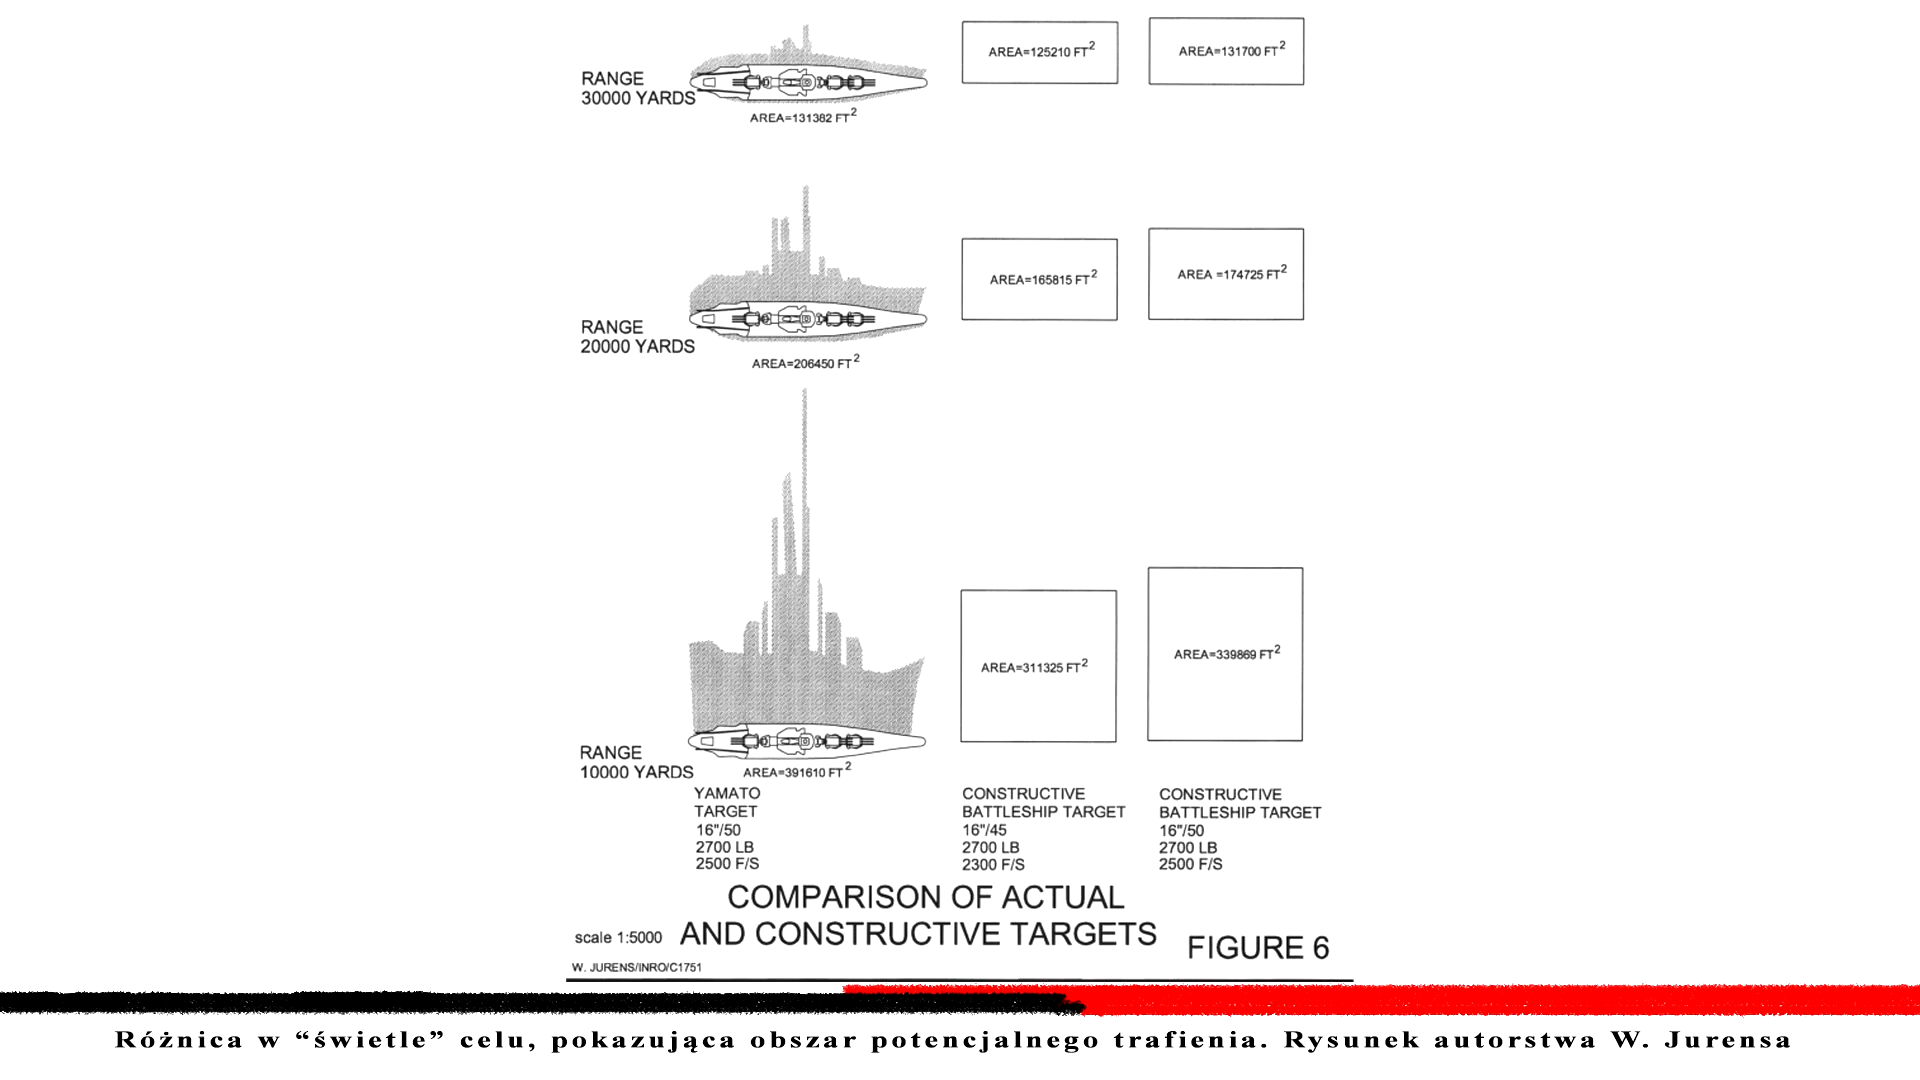 AREA=125210 FT2
AREA=131700 FT2
RANGE
30000 YARDS
AREA=131382 FT2
AREA=165815 FT2
AREA =174725 FT2
RANGE
20000 YARDS
AREA=206450 FT2
AREA=311325 FT2
AREA=339869 FT2
RANGE
10000 YARDS
AREA=391610 FT2
YAMATO
TARGET
16"/50
2700 LB
2500 F/S
CONSTRUCTIVE
BATTLESHIP TARGET
16"/45
2700 LB
2300 F/S
CONSTRUCTIVE
BATTLESHIP TARGET
16"/50
2700 LB
2500 F/S
COMPARISON OF ACTUAL
AND CONSTRUCTIVE TARGETS
scale 1:5000
FIGURE 6
W. JURENS/INRO/C1751
Różnica w “świetle” celu, pokazująca obszar potencjalnego trafienia. Rysunek autorstwa W. Jurensa